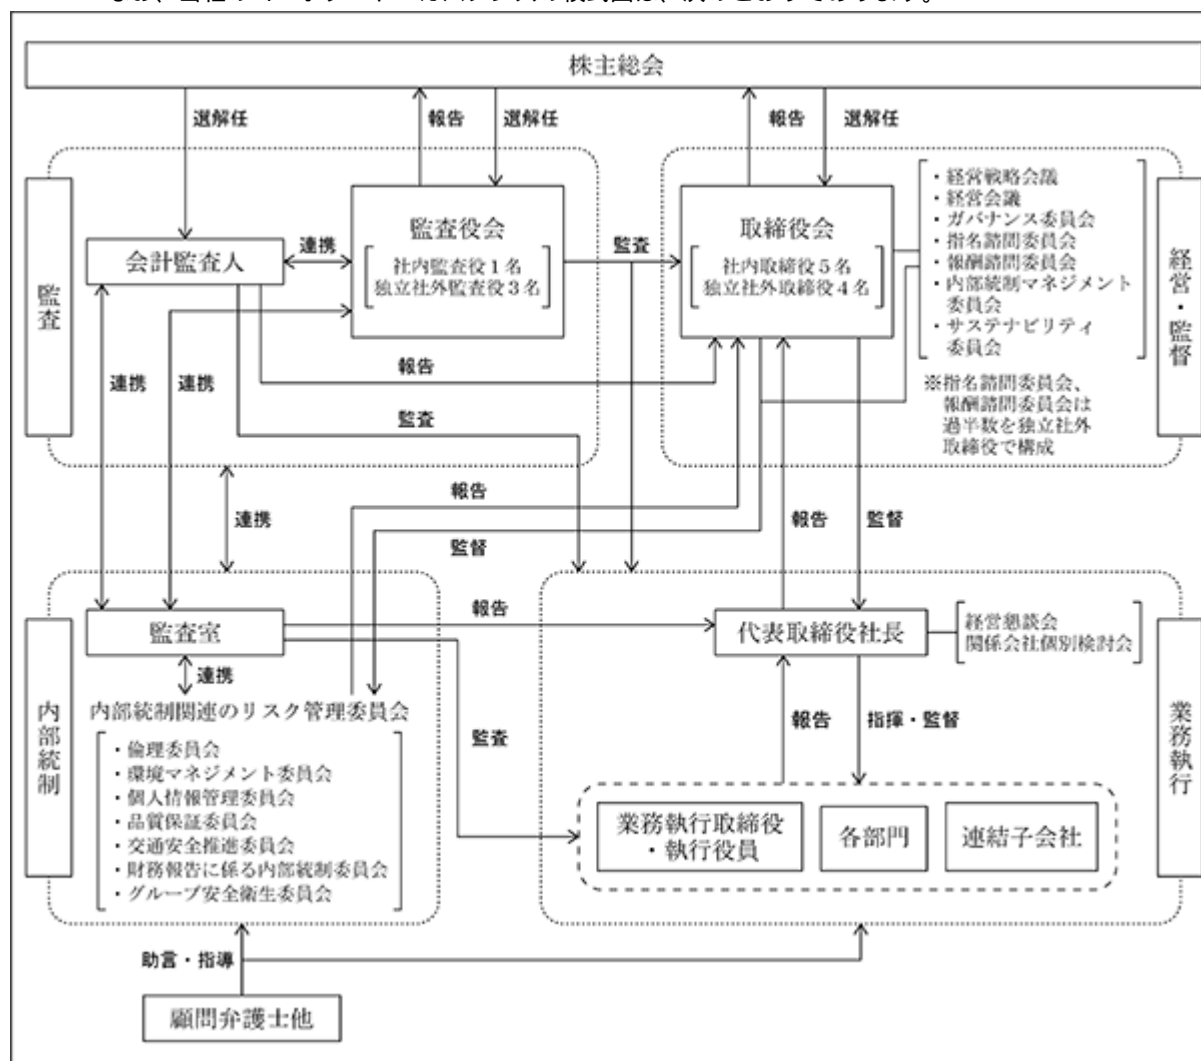 株主総会
選解任
報告
選解任
報告
選解任
監査
会計監査人
連携
監査役会
社内監査役1名
独立社外監査役3名
監査
取締役会
社内取締役5名
独立社外取締役4名
・経営戦略会議
・経営会議
・ガバナンス委員会
・指名諮問委員会
・報酬諮問委員会
・内部統制マネジメント
委員会
・サステナビリティ
委員会
※指名諮問委員会、
報酬諮問委員会は
過半数を独立社外
取締役で構成
経営・監督
連携
連携
報告
監査
連携
報告
監督
報告
監督
内部統制
監査室
報告
連携
監査
内部統制関連のリスク管理委員会
・倫理委員会
・環境マネジメント委員会
・個人情報管理委員会
・品質保証委員会
・交通安全推進委員会
・財務報告に係る内部統制委員会
・グループ安全衛生委員会
代表取締役社長
経営懇談会
関係会社個別検討会
業務執行
報告
指揮・監督
業務執行取締役
・執行役員
各部門
連結子会社
助言・指導
顧問弁護士他